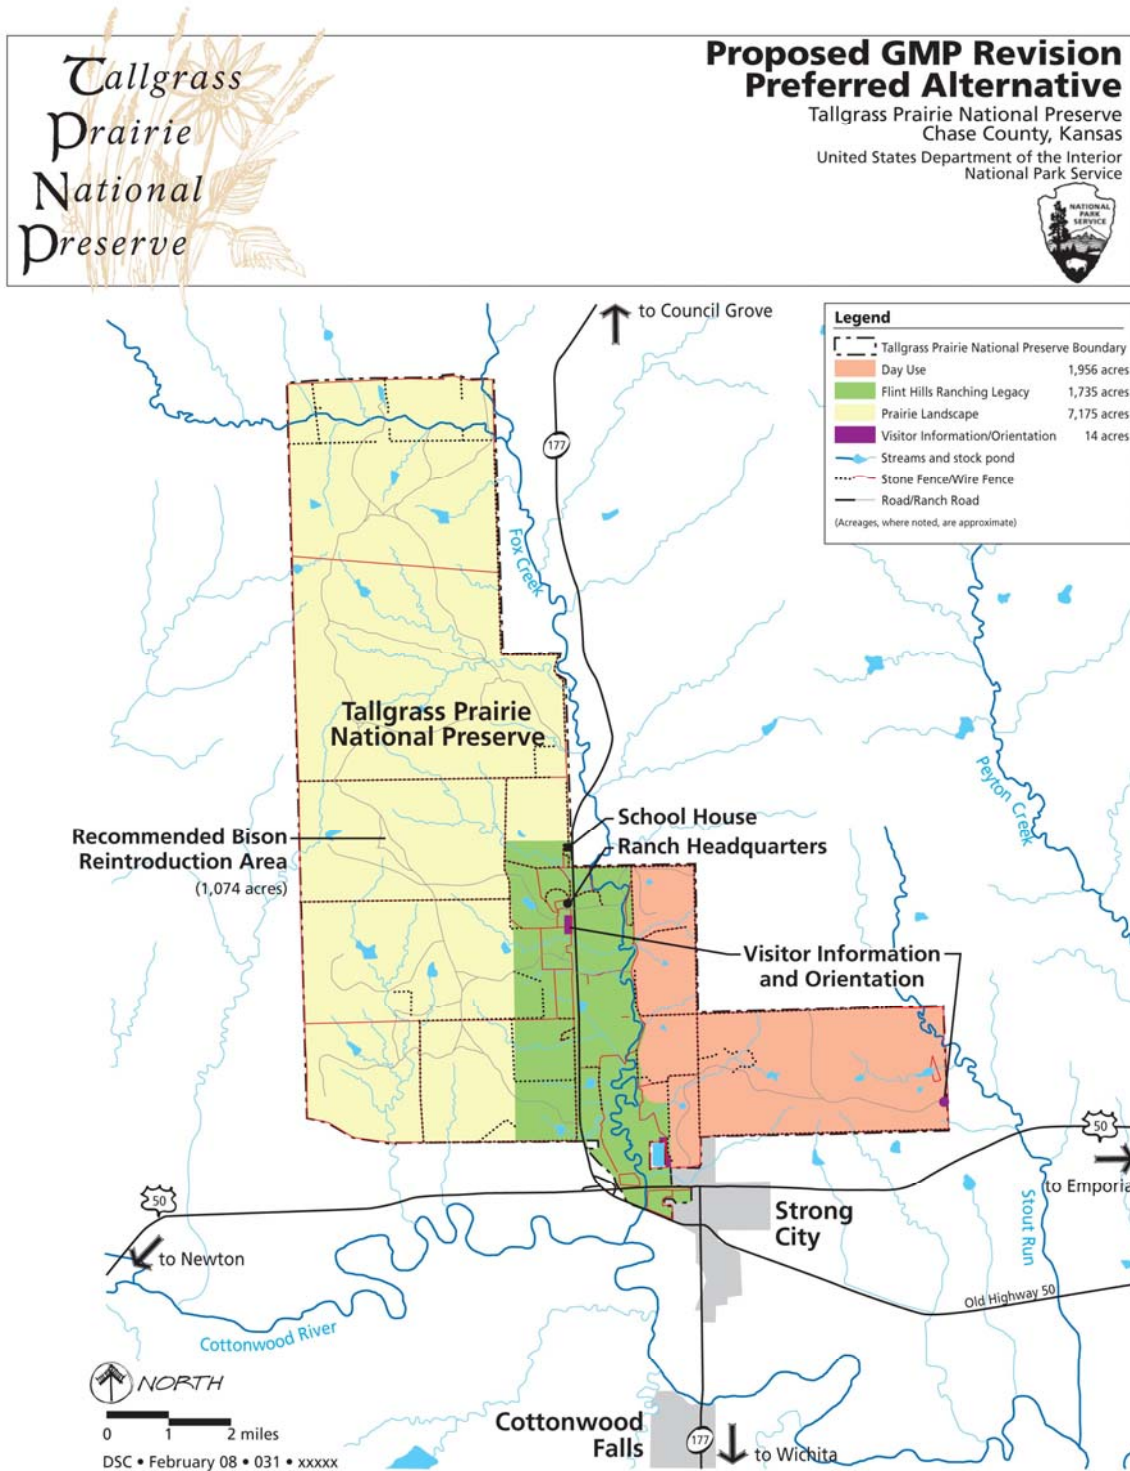 Tallgrass
Prairie
National
Preserve
Proposed GMP Revision
Preferred Alternative
Tallgrass Prairie National Preserve
Chase County, Kansas
United States Department of the Interior
National Park Service
NATIONAL
PARK
SERVICE
to Council Grove
Legend
Tallgrass Prairie National Preserve Boundary
Day Use 1,956 acres
Flint Hills Ranching Legacy 1,735 acres
Prairie Landscape 7,175 acres
Visitor Information/Orientation 14 acres
Streams and stock pond
Stone Fence/Wire Fence
Road/Ranch Road
(Acreages, where noted, are approximate)
177
Fox Creek
Tallgrass Prairie
National Preserve
Peyton Creek
School House
Ranch Headquarters
Recommended Bison
Reintroduction Area
(1,074 acres)
Visitor Information
and Orientation
50
to Emporia
50
Strong
City
Stout Run
to Newton
Old Highway 50
Cottonwood River
NORTH
0 1 2 miles
Cottonwood
Falls
177
to Wichita
DSC • February 08 • 031 • xxxxx